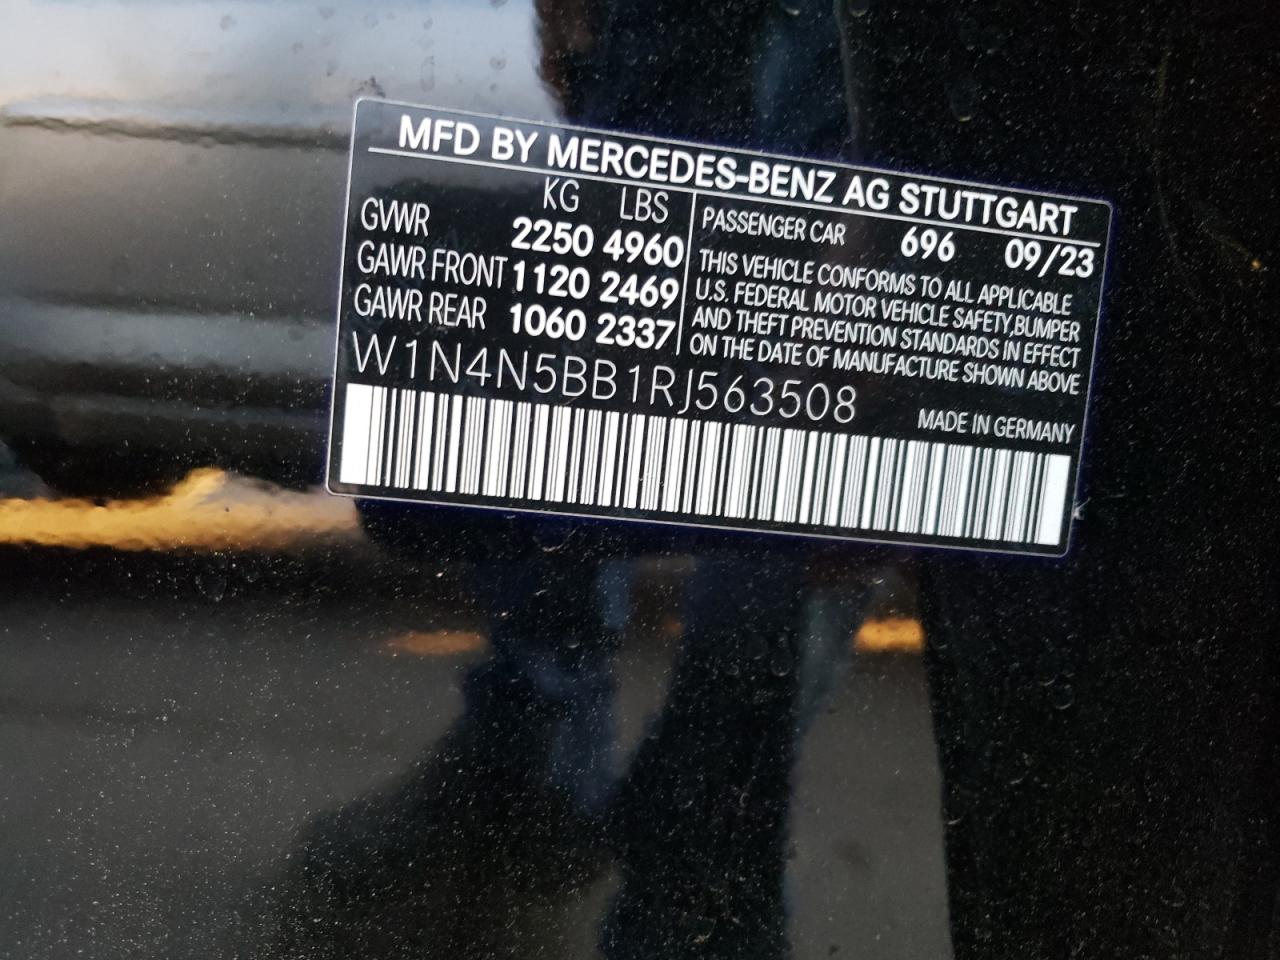 MFD BY MERCEDES-BENZ AG STUTTGART
KG LBS
GVWR 2250 4960
GAWR FRONT 1120 2469
GAWR REAR 1060 2337
PASSENGER CAR 696 09/23
THIS VEHICLE CONFORMS TO ALL APPLICABLE
U.S. FEDERAL MOTOR VEHICLE SAFETY,BUMPER
AND THEFT PREVENTION STANDARDS IN EFFECT
ON THE DATE OF MANUFACTURE SHOWN ABOVE
W1N4N5BB1RJ563508
MADE IN GERMANY